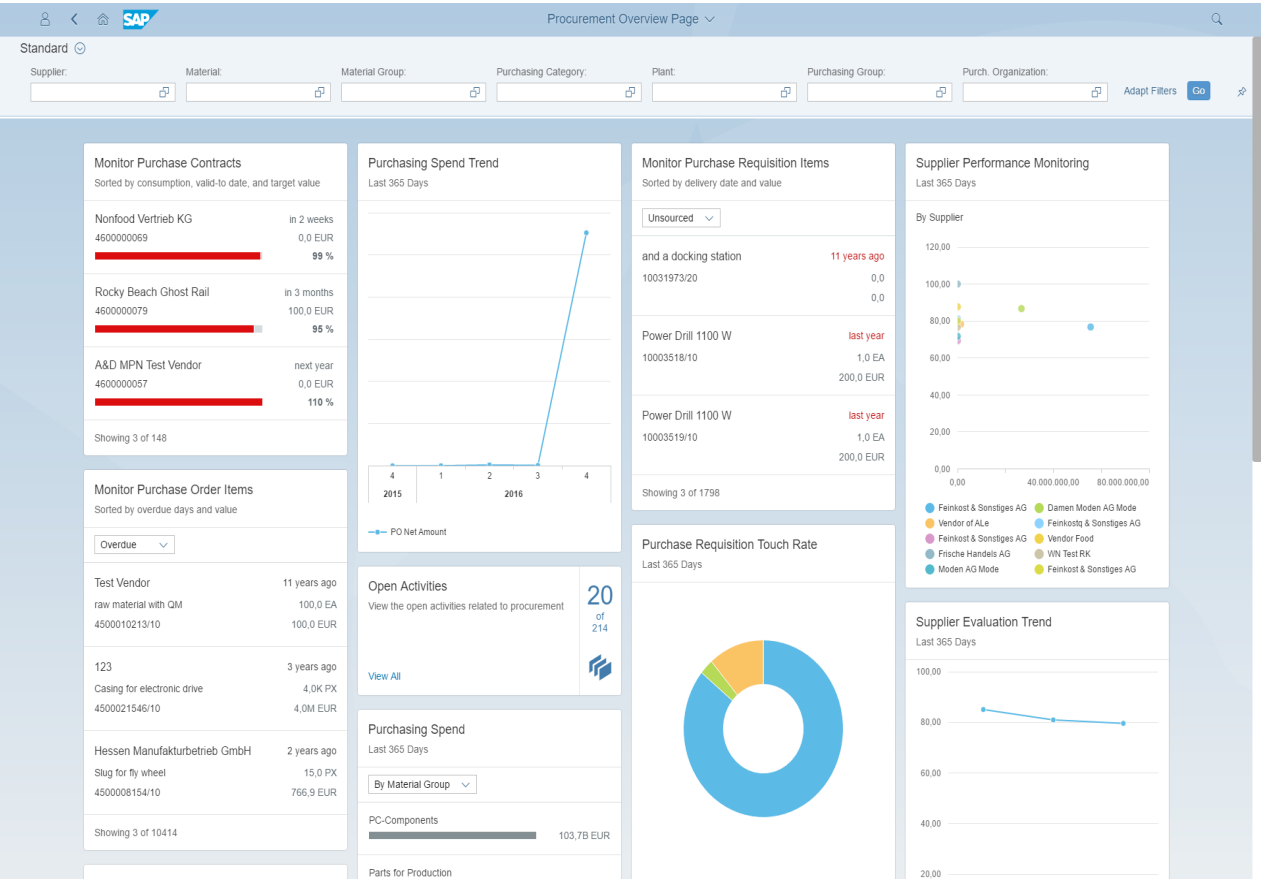 SAP
Procurement Overview Page
Standard
Supplier:
Material:
Material Group:
Purchasing Category:
Plant:
Purchasing Group:
Purch. Organization:
Adapt Filters
Go
Monitor Purchase Contracts
Sorted by consumption, valid-to date, and target value
Nonfood Vertrieb KG in 2 weeks
4600000069 0,0 EUR
99 %
Rocky Beach Ghost Rail in 3 months
4600000079 100,0 EUR
95 %
A&D MPN Test Vendor next year
4600000057 0,0 EUR
110 %
Showing 3 of 148
Monitor Purchase Order Items
Sorted by overdue days and value
Overdue
Test Vendor 11 years ago
raw material with QM 100,0 EA
4500010213/10 100,0 EUR
123 3 years ago
Casing for electronic drive 4,0K PX
4500021546/10 4,0M EUR
Hessen Manufakturbetrieb GmbH 2 years ago
Slug for fly wheel 15,0 PX
4500008154/10 766,9 EUR
Showing 3 of 10414
Purchasing Spend Trend
Last 365 Days
4 1 2 3 4
2015 2016
PO Net Amount
Open Activities
View the open activities related to procurement
20
of
214
View All
Purchasing Spend
Last 365 Days
By Material Group
PC-Components
103,7B EUR
Parts for Production
Monitor Purchase Requisition Items
Sorted by delivery date and value
Unsourced
and a docking station 11 years ago
10031973/20 0,0
0,0
Power Drill 1100 W last year
10003518/10 1,0 EA
200,0 EUR
Power Drill 1100 W last year
10003519/10 1,0 EA
200,0 EUR
Showing 3 of 1798
Purchase Requisition Touch Rate
Last 365 Days
Supplier Performance Monitoring
Last 365 Days
By Supplier
120,00
100,00
80,00
60,00
40,00
20,00
0,00
0,00 40.000.000,00 80.000.000,00
Feinkost & Sonstiges AG Damen Moden AG Mode
Vendor of ALe Feinkostq & Sonstiges AG
Feinkost & Sonstiges AG Vendor Food
Frische Handels AG WN Test RK
Moden AG Mode Feinkost & Sonstiges AG
Supplier Evaluation Trend
Last 365 Days
100,00
80,00
60,00
40,00
20,00